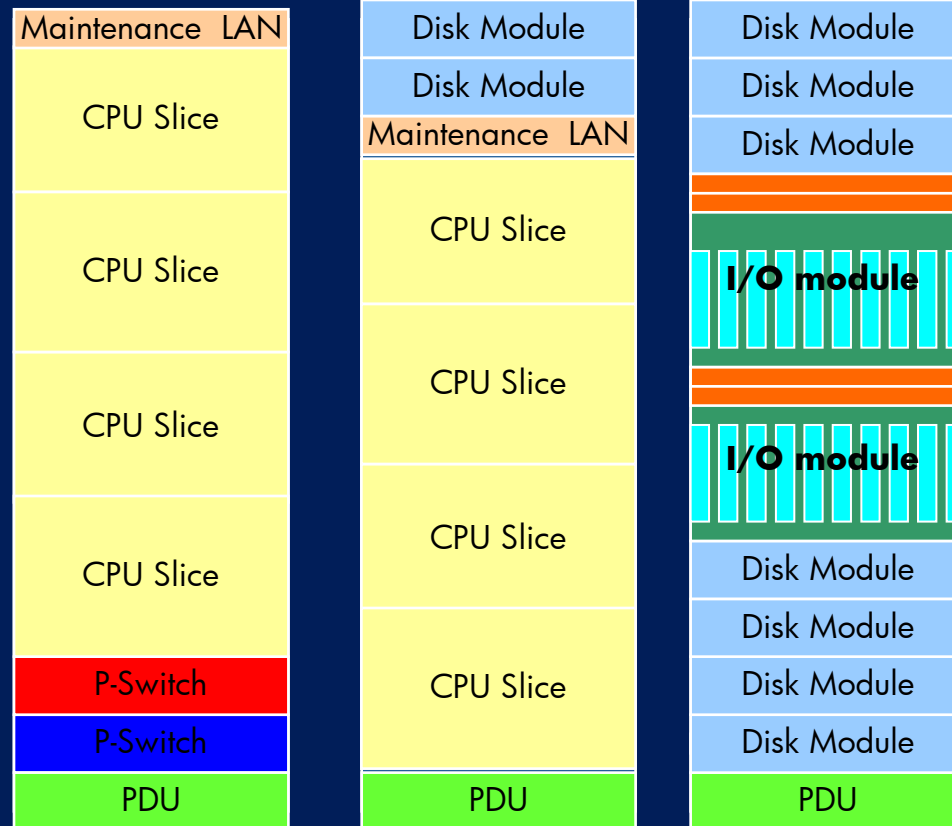 Maintenance LAN
CPU Slice
CPU Slice
CPU Slice
CPU Slice
P-Switch
P-Switch
PDU
Disk Module
Disk Module
Maintenance LAN
CPU Slice
CPU Slice
CPU Slice
CPU Slice
PDU
Disk Module
Disk Module
Disk Module
I/O module
I/O module
Disk Module
Disk Module
Disk Module
Disk Module
PDU